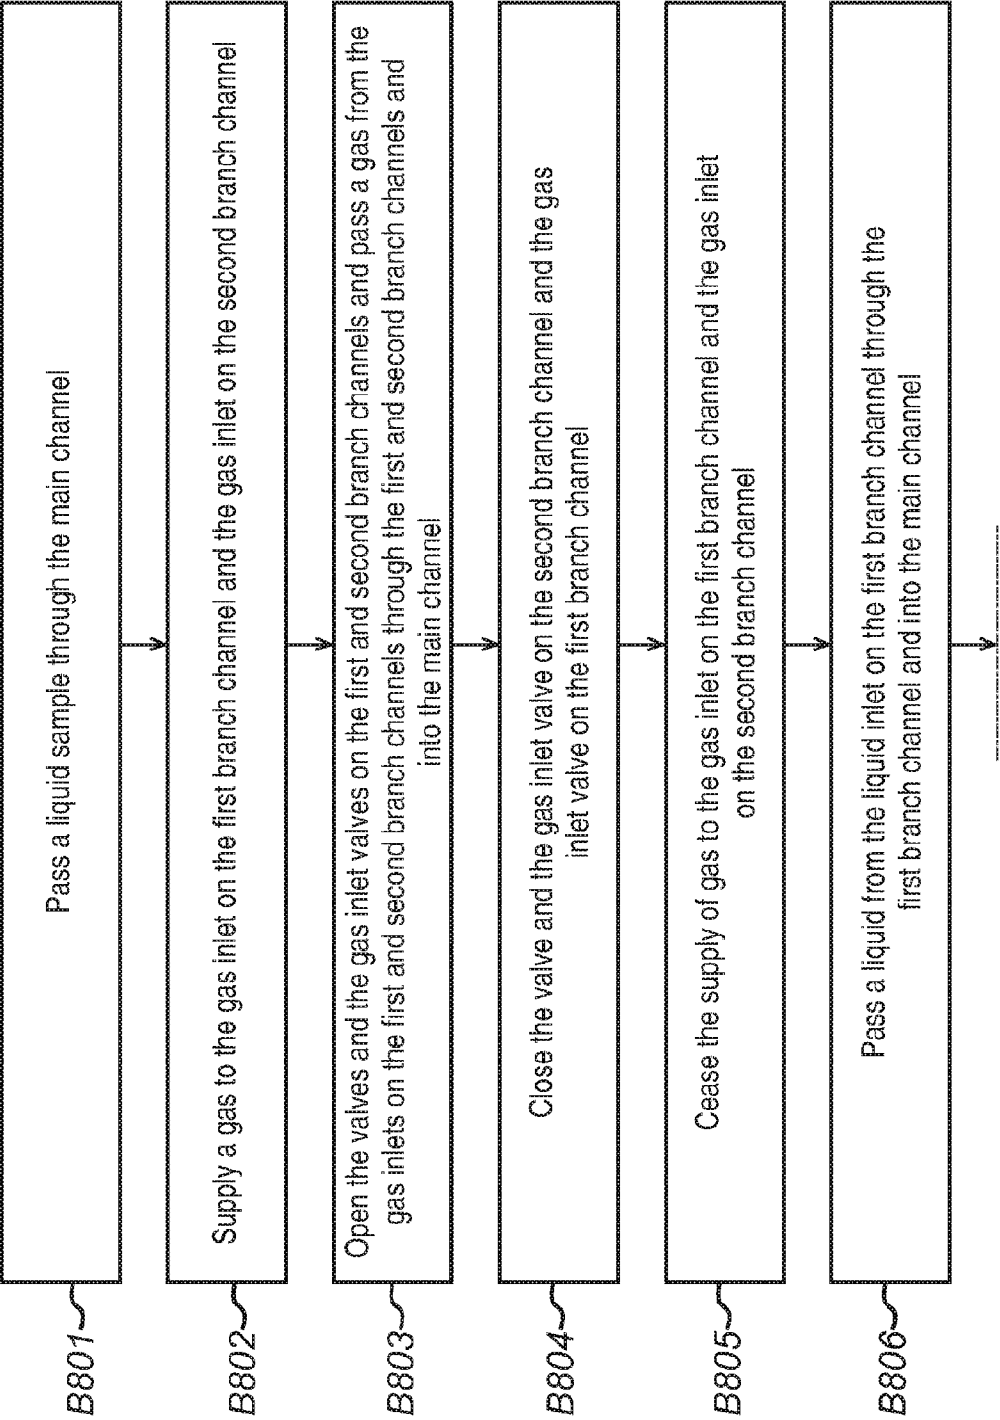 B801
Pass a liquid sample through the main channel
B802
Supply a gas to the gas inlet on the first branch channel and the gas inlet on the second branch channel
B803
Open the valves and the gas inlet valves on the first and second branch channels and pass a gas from the
gas inlets on the first and second branch channels through the first and second branch channels and
into the main channel
B804
Close the valve and the gas inlet valve on the second branch channel and the gas
inlet valve on the first branch channel
B805
Cease the supply of gas to the gas inlet on the first branch channel and the gas inlet
on the second branch channel
B806
Pass a liquid from the liquid inlet on the first branch channel through the
first branch channel and into the main channel